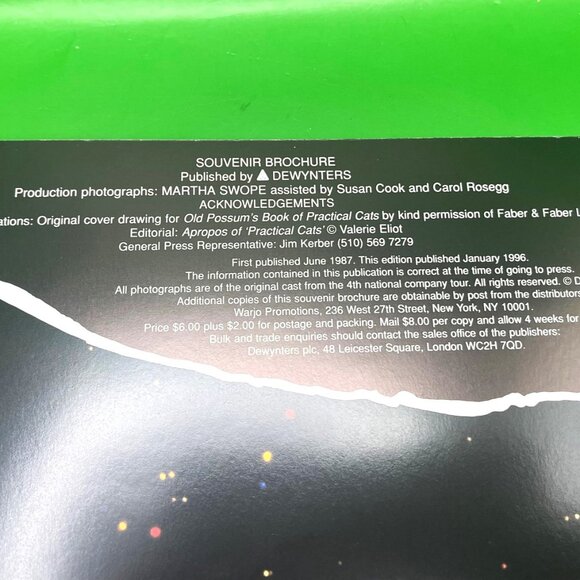 SOUVENIR BROCHURE
Published by DEWYNTERS
Production photographs: MARTHA SWOPE assisted by Susan Cook and Carol Rosegg
ACKNOWLEDGEMENTS
Original cover drawing for Old Possum's Book of Practical Cats by kind permission of Faber & Faber
Editorial: Apropos of 'Practical Cats' © Valerie Eliot
General Press Representative: Jim Kerber (510) 569 7279
First published June 1987. This edition published January 1996.
The information contained in this publication is correct at the time of going to press.
All photographs are of the original cast from the 4th national company tour. All rights reserved. ©
Additional copies of this souvenir brochure are obtainable by post from the distributors
Warjo Promotions, 236 West 27th Street, New York, NY 10001.
Price $6.00 plus $2.00 for postage and packing. Mail $8.00 per copy and allow 4 weeks for
Bulk and trade enquiries should contact the sales office of the publishers:
Dewynters plc, 48 Leicester Square, London WC2H 7QD.